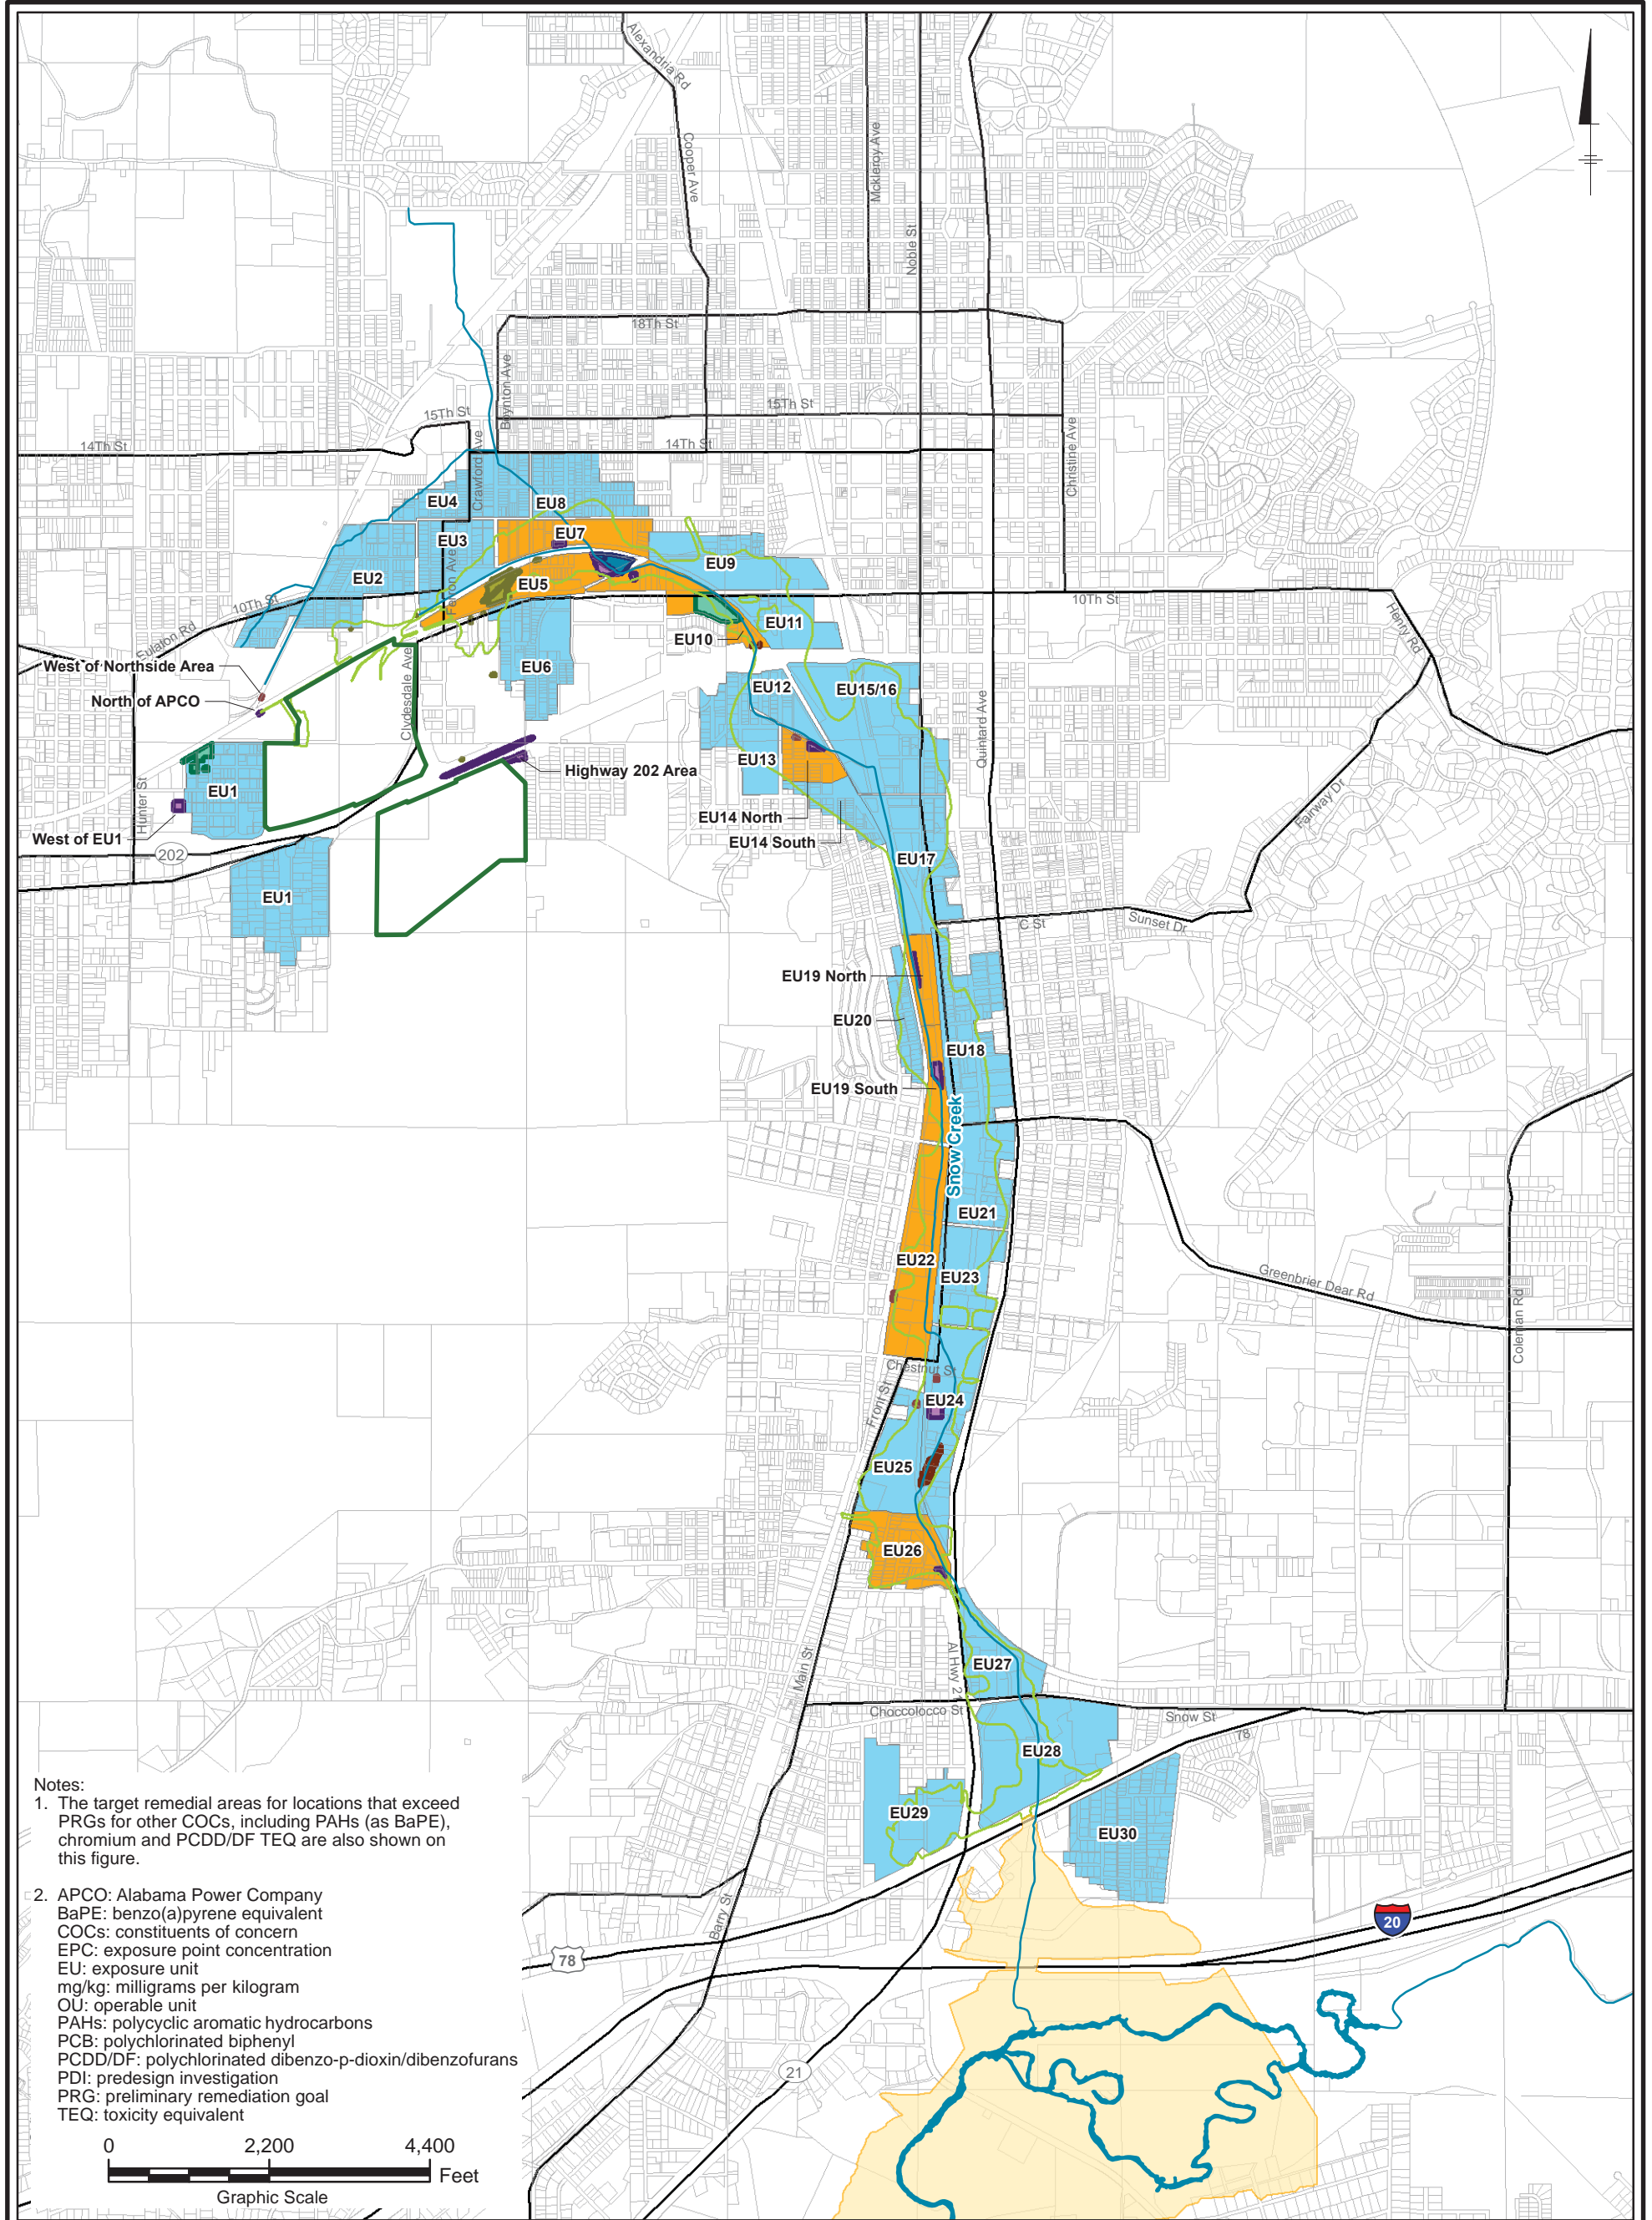 Alexandria Rd
Cooper Ave
Mckleroy Ave
Noble St
18Th St
Boynton Ave
15Th St
15Th St
14Th St
14Th St
Crawford Ave
Christine Ave
EU4
EU8
EU7
EU3
EU9
Ferron Ave
EU2
EU5
10Th St
10Th St
EU11
EU10
Henry Rd
Eulaton Rd
West of Northside Area
EU6
North of APCO
Clydesdale Ave
EU12
EU15/16
Quintard Ave
EU13
Highway 202 Area
EU1
Hunter St
Fairway Dr
EU14 North
West of EU1
EU14 South
202
EU17
EU1
C St
Sunset Dr
EU19 North
EU20
EU18
EU19 South
Snow Creek
EU21
EU22
EU23
Greenbrier Dear Rd
Coleman Rd
Chestnut St
Front St
EU24
EU25
EU26
Main St
Al Hwy 21
EU27
Choccolocco St
Snow St
78
EU28
EU29
EU30
Barry St
20
78
21
Notes:
1. The target remedial areas for locations that exceed
PRGs for other COCs, including PAHs (as BaPE),
chromium and PCDD/DF TEQ are also shown on
this figure.
2. APCO: Alabama Power Company
BaPE: benzo(a)pyrene equivalent
COCs: constituents of concern
EPC: exposure point concentration
EU: exposure unit
mg/kg: milligrams per kilogram
OU: operable unit
PAHs: polycyclic aromatic hydrocarbons
PCB: polychlorinated biphenyl
PCDD/DF: polychlorinated dibenzo-p-dioxin/dibenzofurans
PDI: predesign investigation
PRG: preliminary remediation goal
TEQ: toxicity equivalent
0 2,200 4,400
Feet
Graphic Scale